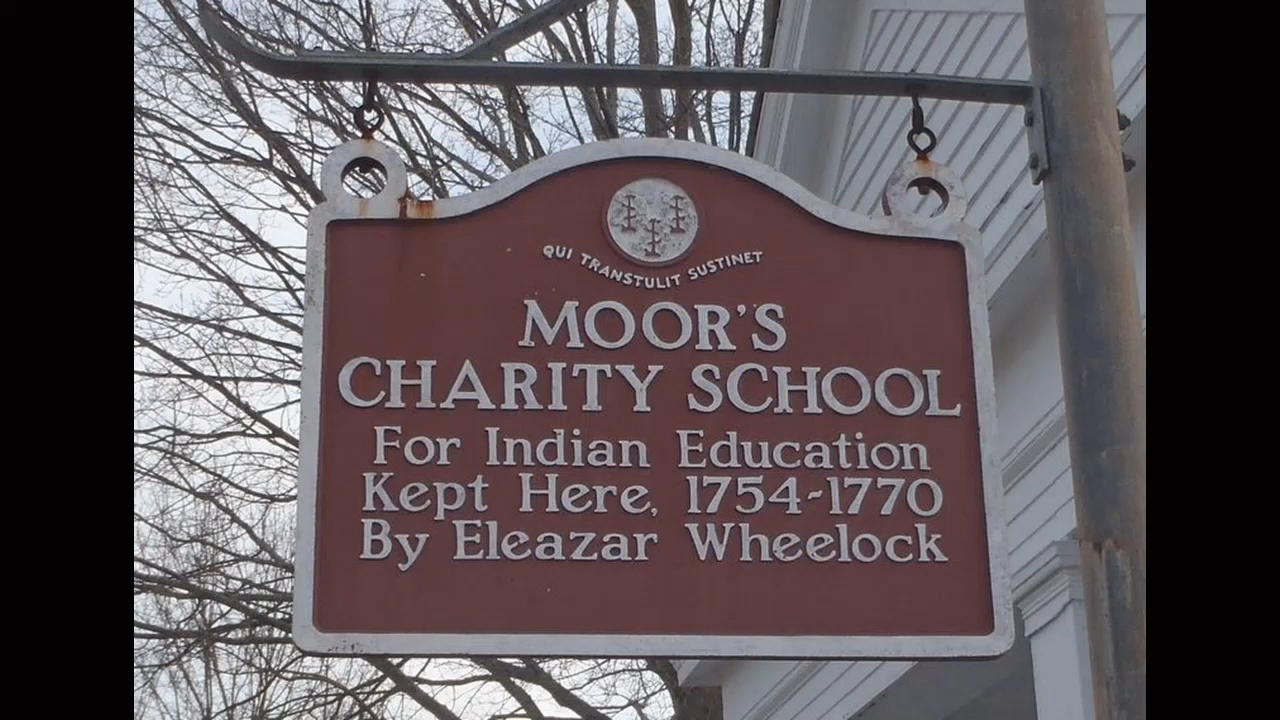 QUI TRANSTULIT SUSTINET
MOOR'S
CHARITY SCHOOL
For Indian Education
Kept Here, 1754-1770
By Eleazar Wheelock